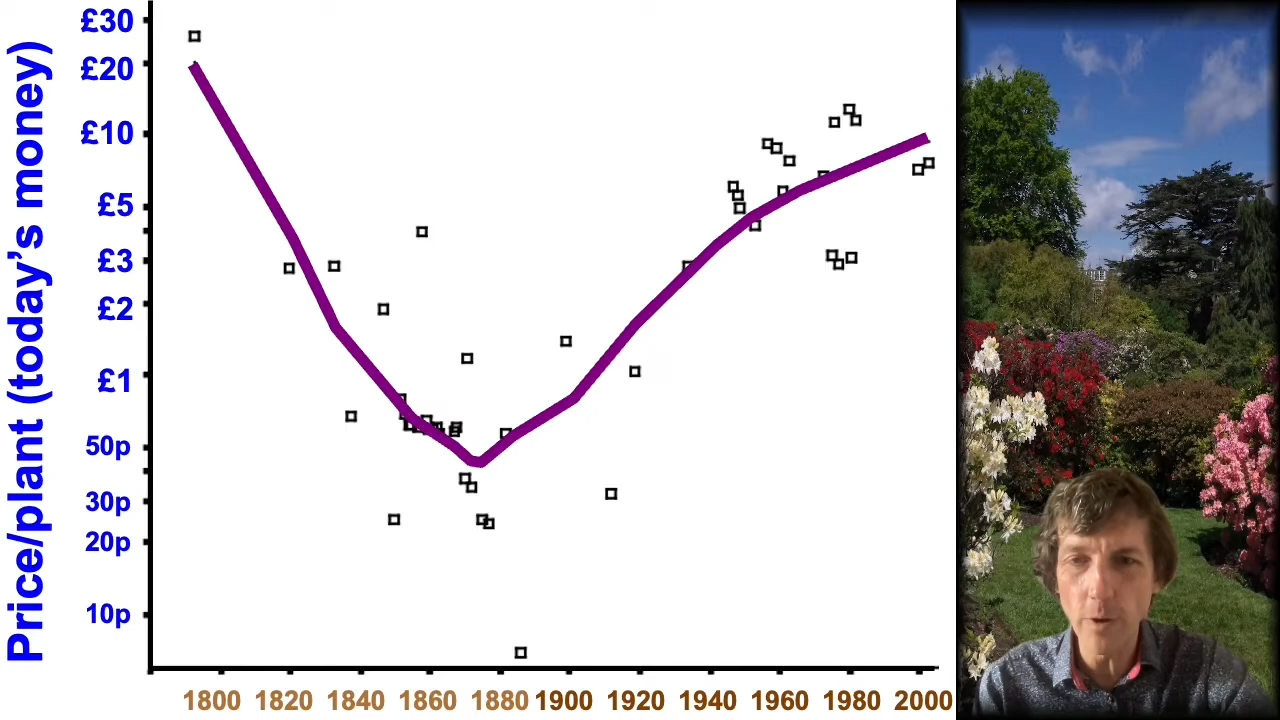 Price/plant (today’s money)
£30
£20
£10
£5
£3
£2
£1
50p
30p
20p
10p
1800 1820 1840 1860 1880 1900 1920 1940 1960 1980 2000